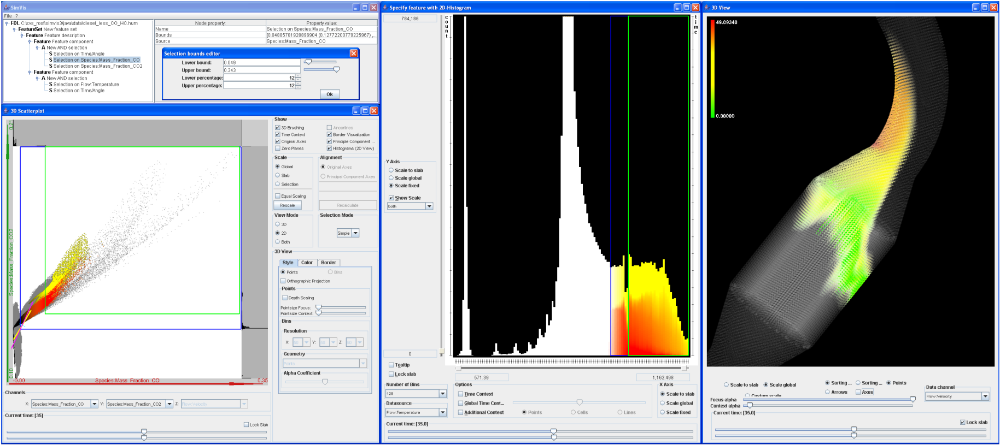 SimVis
File ?
FDL C:\cvs_root\simvis3\java\data\diesel_less_CO_HC.hum
FeatureSet New feature set
Feature Feature description
Feature Feature component
A New AND selection
S Selection on Time/Angle
S Selection on Species:Mass_Fraction_CO
S Selection on Species:Mass_Fraction_CO2
Feature Feature component
A New AND selection
S Selection on Flow:Temperature
S Selection on Time/Angle
Node property: Property value:
Name Selection on Species:Mass_Fraction_CO
Bounds [0.04885781928896904 (0.12772200779225967) ,...
Source Species:Mass_Fraction_CO
Selection bounds editor
Lower bound: 0.049
Upper bound: 0.343
Lower percentage: 12
Upper percentage: 12
Ok
3D Scatterplot
0.21
Species:Mass_Fraction_CO2
0.10
-0.00 Species:Mass_Fraction_CO 0.35
Show
3D Brushing Ancorlines
Time Context Border Visualization
Original Axes Principle Component ...
Zero Planes Histograms (2D View)
Scale Alignment
Global Original Axes
Slab Principal Component Axes
Selection
Equal Scaling
Rescale Recalculate
View Mode Selection Mode
3D
2D Simple
Both
3D View
Style Color Border
Points Bins
Orthographic Projection
Points
Depth Scaling
Pointsize Focus:
Pointsize Context:
Bins
Resolution
X: 50 Y: 50 Z: 50
Geometry
Points
Alpha Coefficient
Channels
X: Species:Mass_Fraction_CO Y: Species:Mass_Fraction_CO2 Z: Flow:Velocity
Current time: [35]
Lock Slab
Specify feature with 2D-Histogram
784,186
count
time
Y Axis
Scale to slab
Scale global
Scale fixed
Show Scale
both
0
Tooltip
Lock slab
571.39 1,162.498
Number of Bins Options X Axis
128 Time Context Scale to slab
Global Time Cont... Scale global
Datasource
Flow:Temperature Additional Context Points Cells Lines Scale fixed
Current time: [35.0]
3D View
49.09340
0.00000
Scale to slab Scale global Sorting ... Sorting ... Points
Custom scale Arrows Axes
Data channel
Flow:Velocity
Focus alpha
Context alpha
Current time: [35.0]
Lock slab